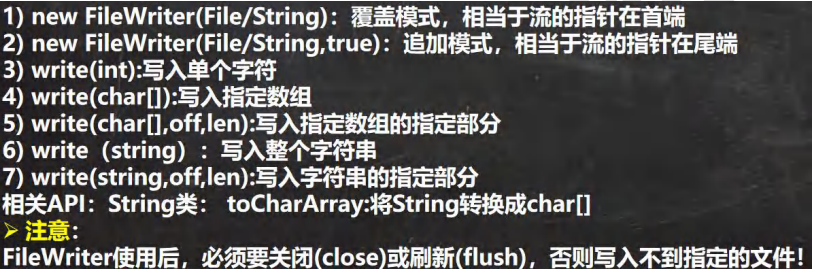 1) new FileWriter(File/String)：覆盖模式，相当于流的指针在首端
2) new FileWriter(File/String,true)：追加模式，相当于流的指针在尾端
3) write(int):写入单个字符
4) write(char[]):写入指定数组
5) write(char[],off,len):写入指定数组的指定部分
6) write（string）：写入整个字符串
7) write(string,off,len):写入字符串的指定部分
相关API：String类： toCharArray:将String转换成char[]
➢ 注意：
FileWriter使用后，必须要关闭(close)或刷新(flush)，否则写入不到指定的文件！